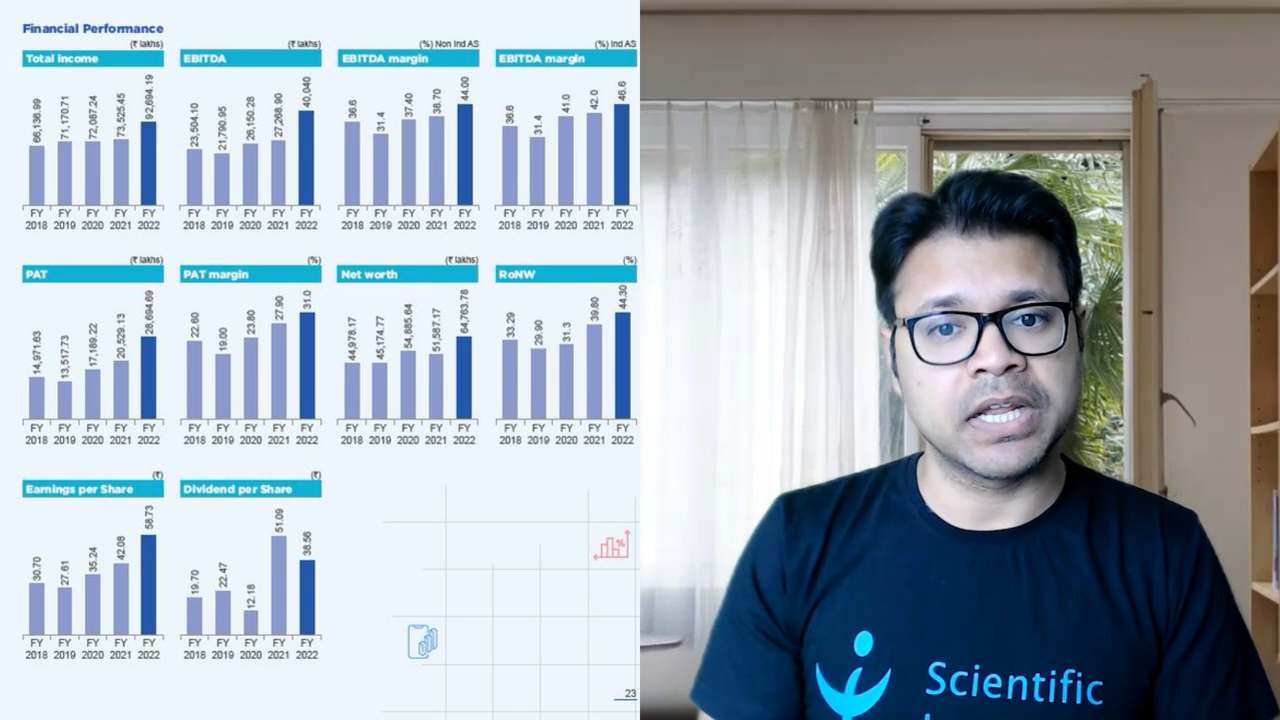 Financial Performance
(₹ lakhs) (₹ lakhs) (%) Non Ind AS (%) Ind AS
Total income EBITDA EBITDA margin EBITDA margin
66,136.99 71,170.71 72,087.24 73,525.45 92,694.19 23,504.10 21,790.95 26,150.28 27,268.90 40,040 36.6 31.4 37.40 38.70 44.00 36.6 31.4 41.0 42.0 46.6
FY FY FY FY FY FY FY FY FY FY FY FY FY FY FY FY FY FY FY FY
2018 2019 2020 2021 2022 2018 2019 2020 2021 2022 2018 2019 2020 2021 2022 2018 2019 2020 2021 2022
(₹ lakhs) (%) (₹ lakhs) (%)
PAT PAT margin Net worth RoNW
14,971.63 13,517.73 17,189.22 20,529.13 28,694.69 22.60 19.00 23.80 27.90 31.0 44,978.17 45,174.77 54,885.64 51,587.17 64,763.78 33.29 29.90 31.3 39.80 44.30
FY FY FY FY FY FY FY FY FY FY FY FY FY FY FY FY FY FY FY FY
2018 2019 2020 2021 2022 2018 2019 2020 2021 2022 2018 2019 2020 2021 2022 2018 2019 2020 2021 2022
(₹) (₹)
Earnings per Share Dividend per Share
30.70 27.61 35.24 42.08 58.73 19.70 22.47 12.18 51.09 38.56
FY FY FY FY FY FY FY FY FY FY
2018 2019 2020 2021 2022 2018 2019 2020 2021 2022
%
23
Scientific